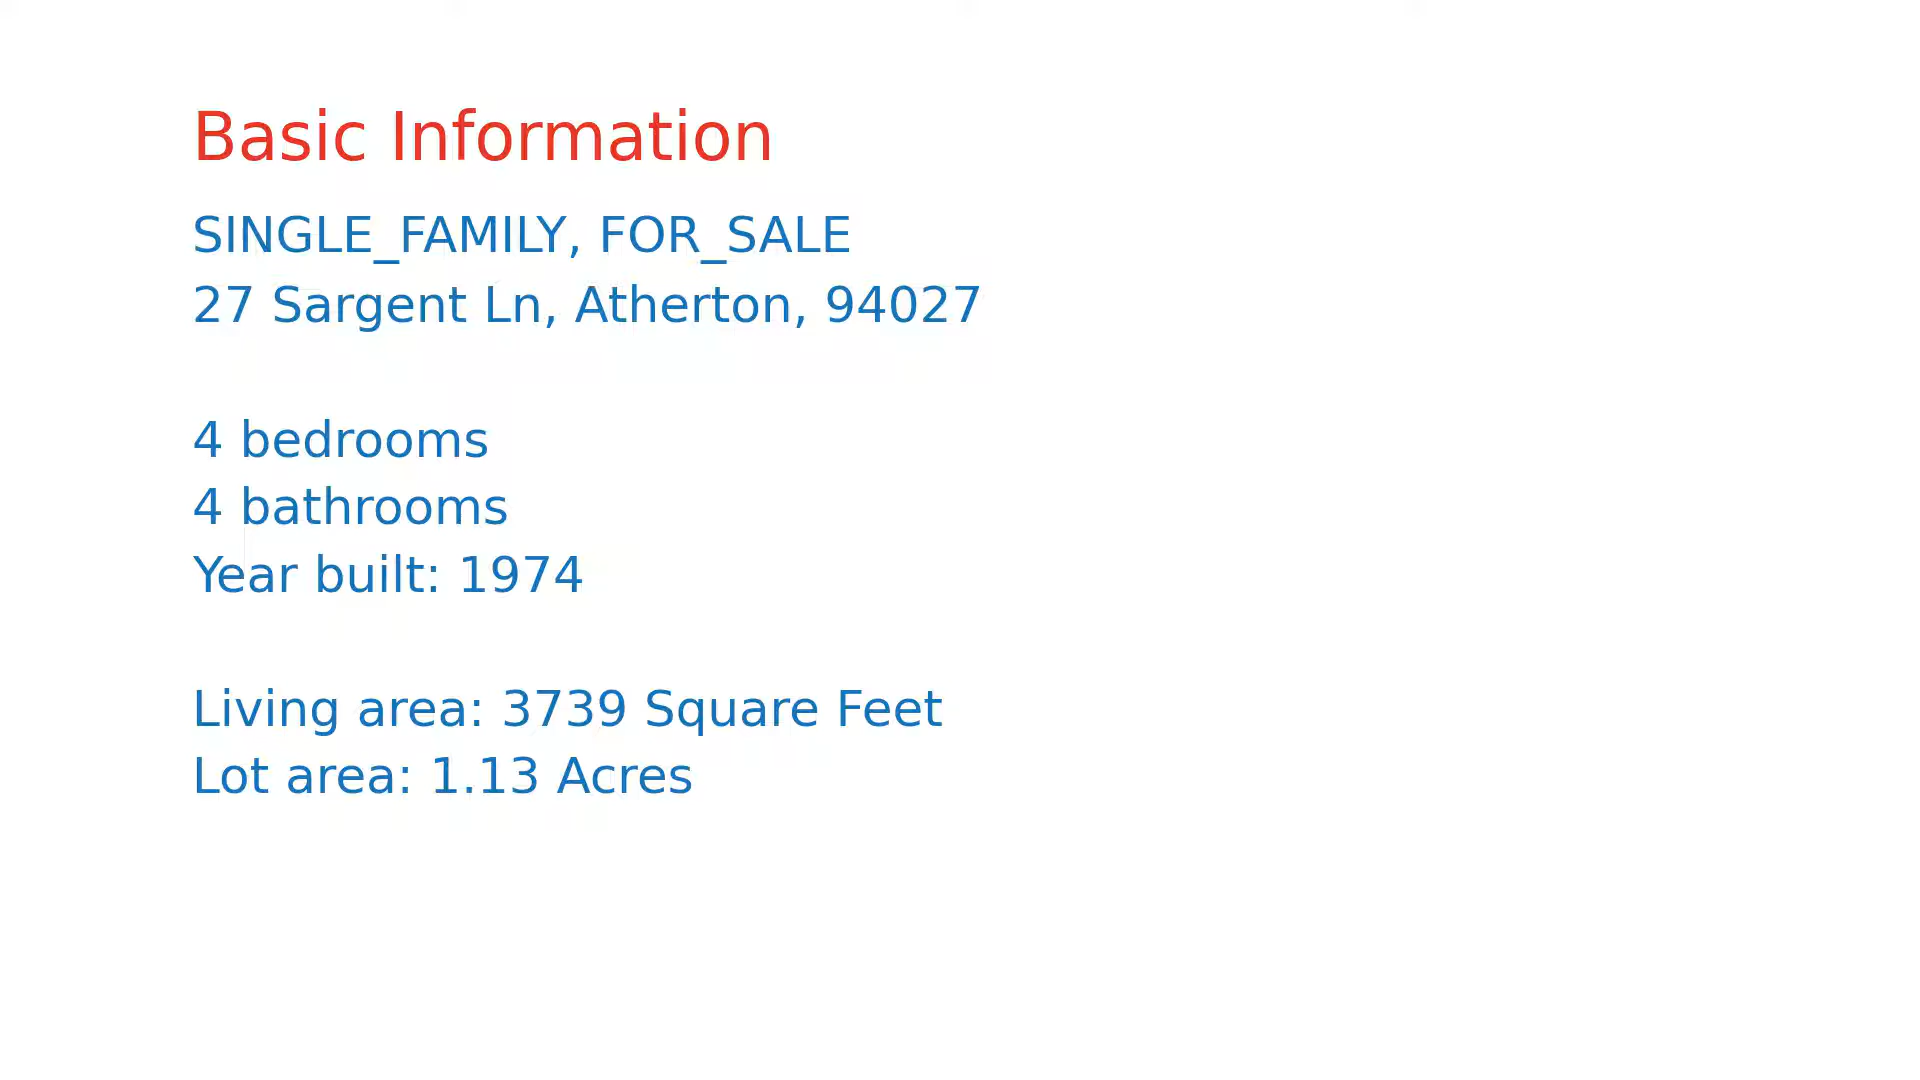 Basic Information
SINGLE_FAMILY, FOR_SALE
27 Sargent Ln, Atherton, 94027
4 bedrooms
4 bathrooms
Year built: 1974
Living area: 3739 Square Feet
Lot area: 1.13 Acres